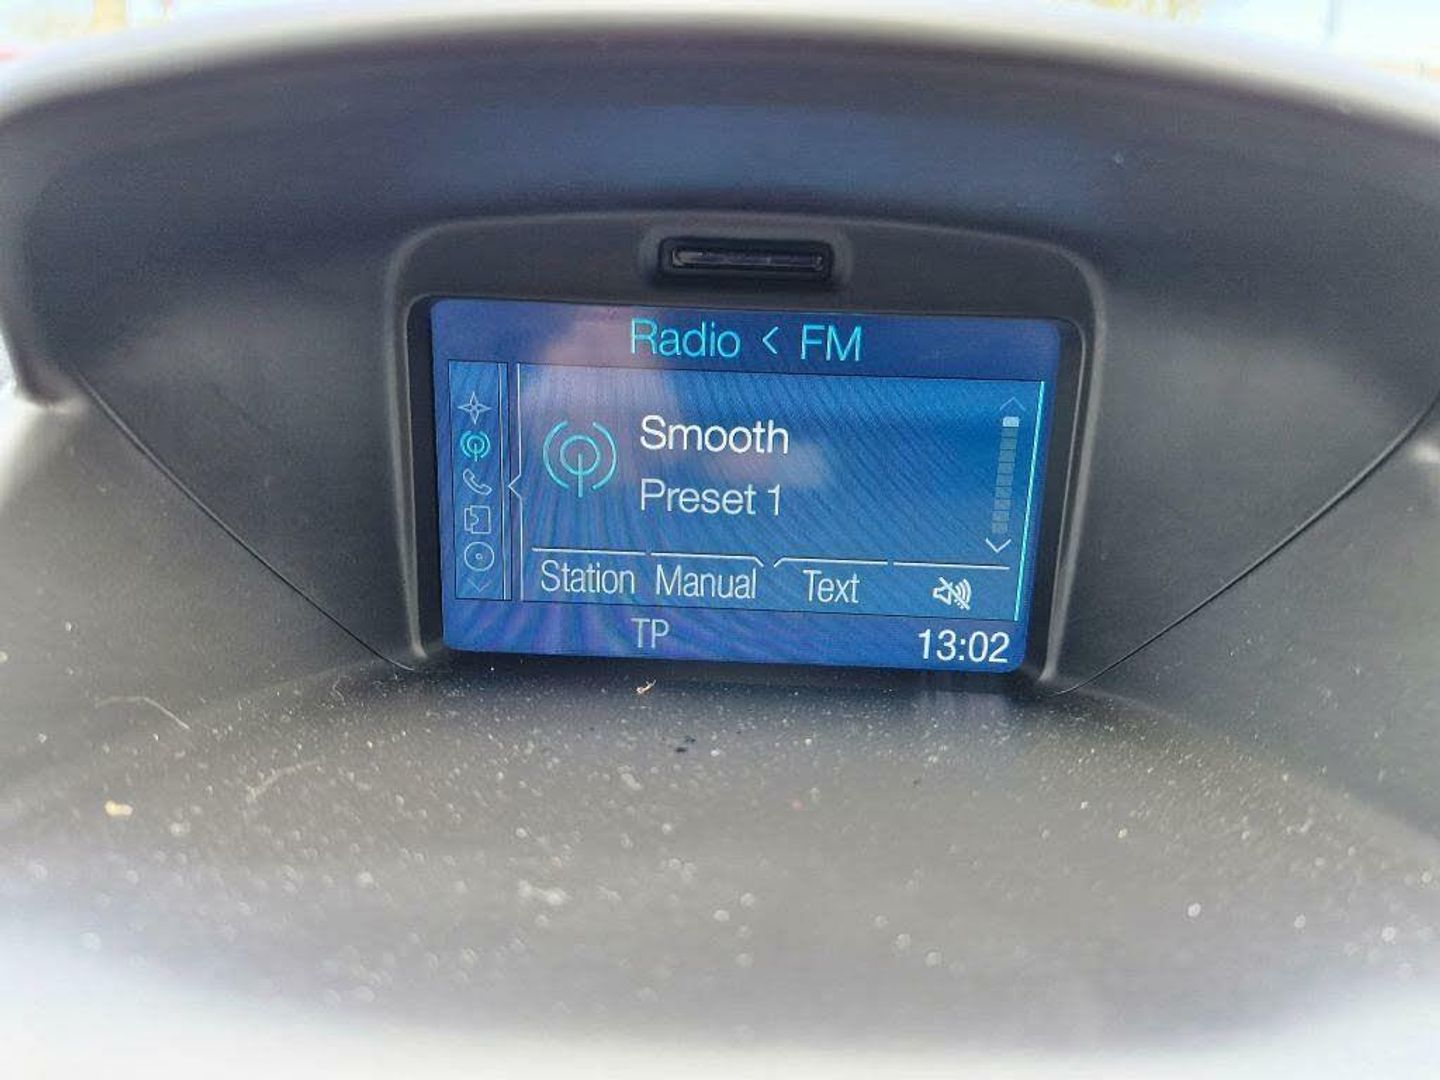 Radio < FM
Smooth
Preset 1
Station Manual Text
TP 13:02